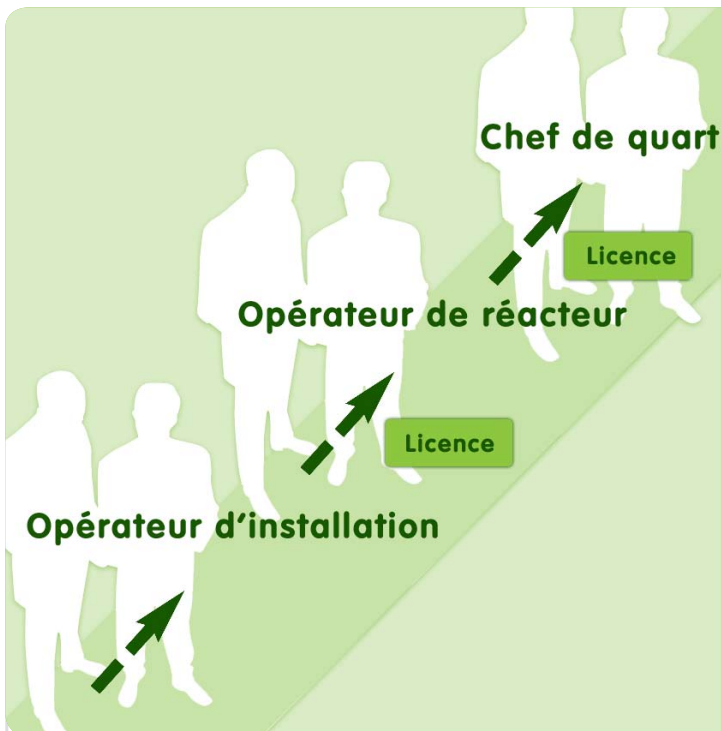 Chef de quart
Licence
Opérateur de réacteur
Licence
Opérateur d'installation